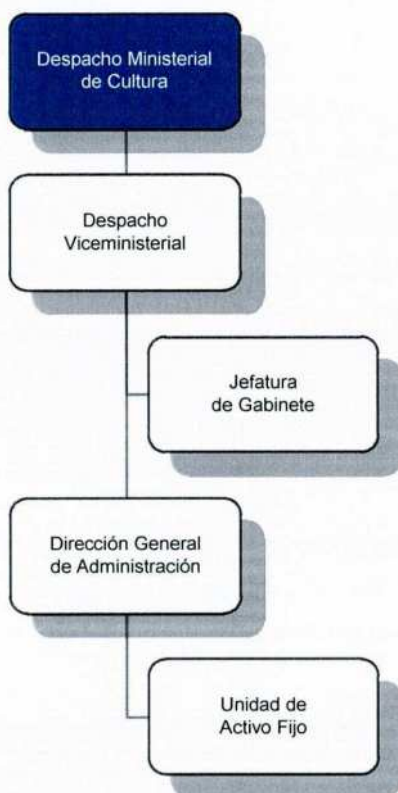 Despacho Ministerial
de Cultura
Despacho
Viceministerial
Jefatura
de Gabinete
Dirección General
de Administración
Unidad de
Activo Fijo